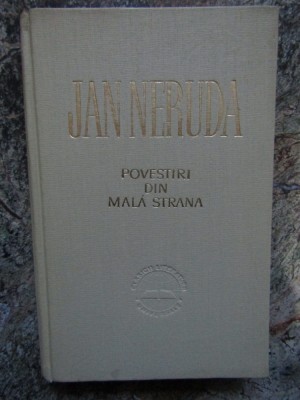 JAN NERUDA
POVESTIRI
DIN
MALÁ STRANA